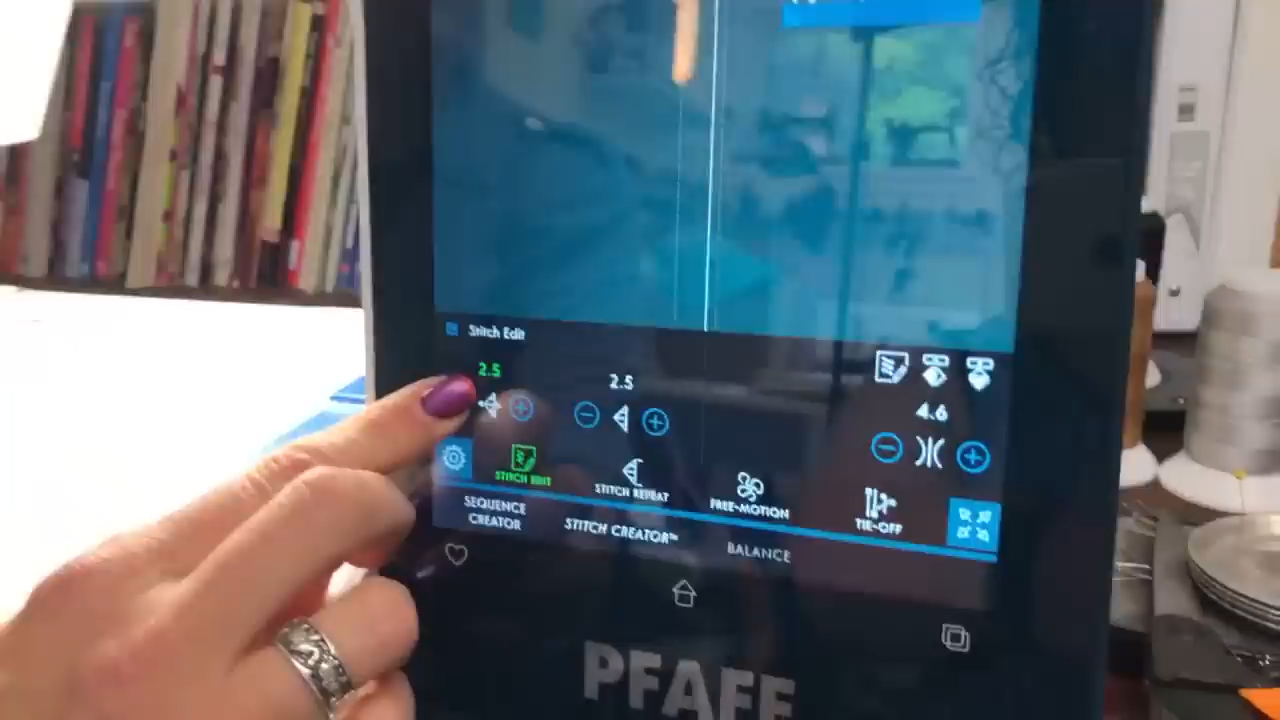 Stitch Edit
2.5
2.5
4.6
STITCH EDIT
STITCH REPEAT
FREE-MOTION
TIE-OFF
SEQUENCE
CREATOR
STITCH CREATOR™
BALANCE
PFAFF